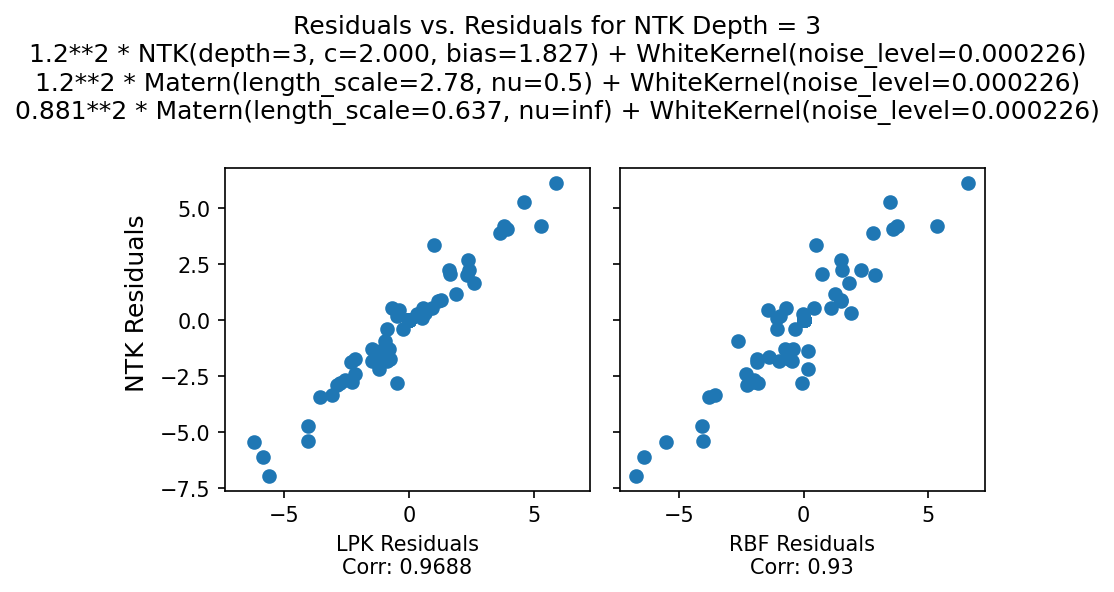 Residuals vs. Residuals for NTK Depth = 3
1.2**2 * NTK(depth=3, c=2.000, bias=1.827) + WhiteKernel(noise_level=0.000226)
1.2**2 * Matern(length_scale=2.78, nu=0.5) + WhiteKernel(noise_level=0.000226)
0.881**2 * Matern(length_scale=0.637, nu=inf) + WhiteKernel(noise_level=0.000226)
NTK Residuals
5.0
2.5
0.0
−2.5
−5.0
−7.5
−5 0 5
LPK Residuals
Corr: 0.9688
−5 0 5
RBF Residuals
Corr: 0.93